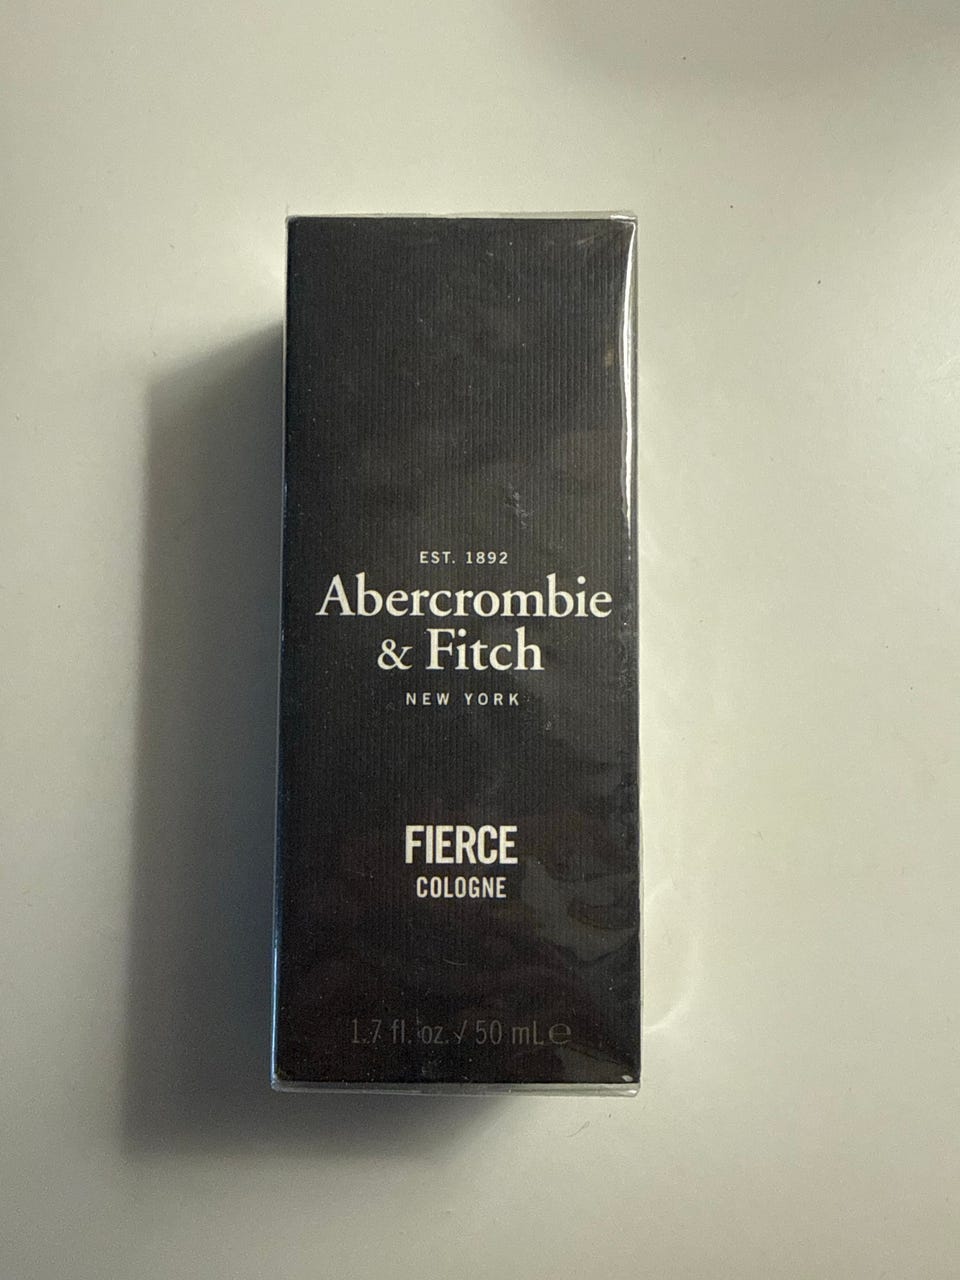 EST. 1892
Abercrombie
& Fitch
NEW YORK
FIERCE
COLOGNE
1.7 fl. oz. / 50 mL ℮